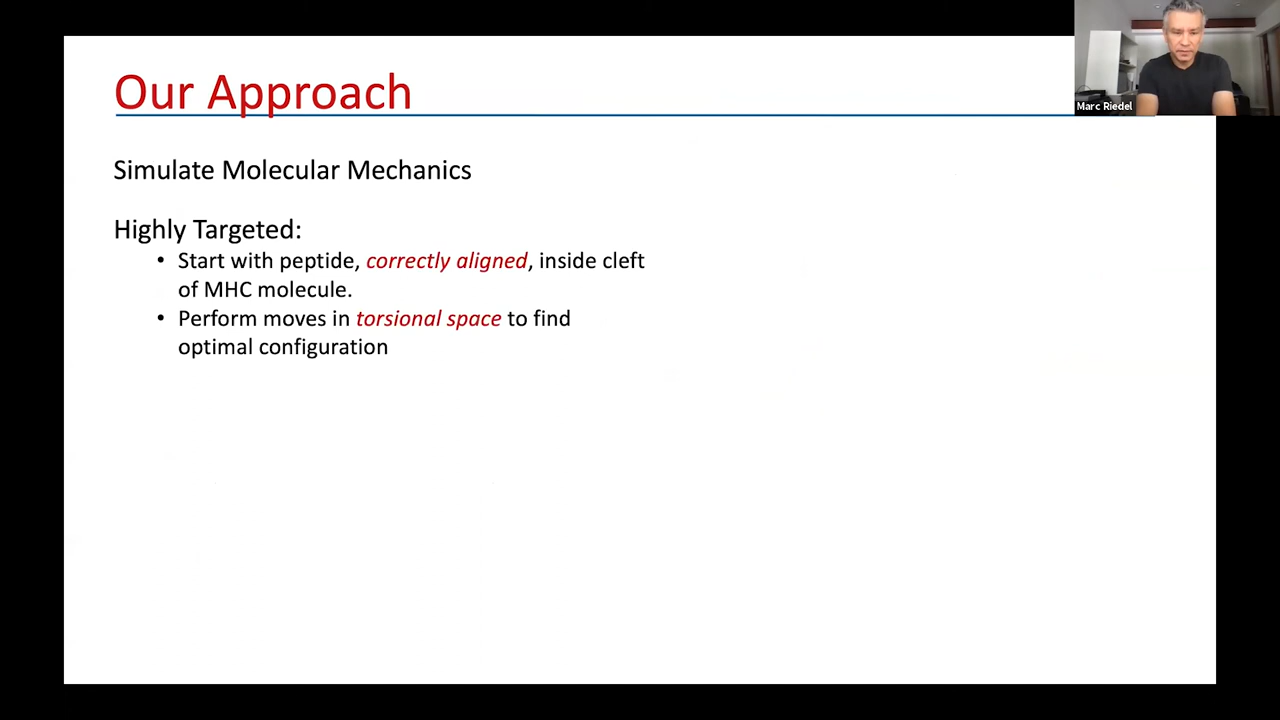 Our Approach
Marc Riedel
Simulate Molecular Mechanics
Highly Targeted:
• Start with peptide, correctly aligned, inside cleft
of MHC molecule.
• Perform moves in torsional space to find
optimal configuration